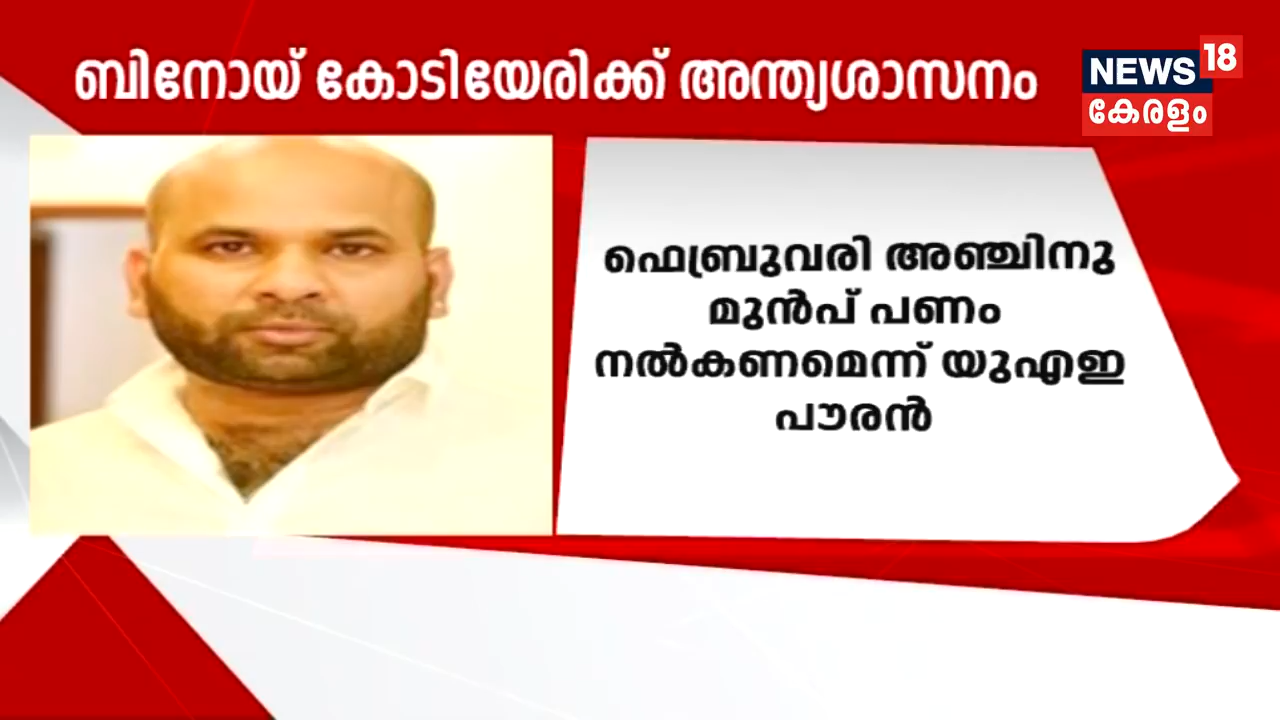 ബിനോയ് കോടിയേരിക്ക് അന്ത്യശാസനം
NEWS 18
കേരളം
ഫെബ്രുവരി അഞ്ചിനു
മുൻപ് പണം
നൽകണമെന്ന് യുഎഇ
പൗരൻ